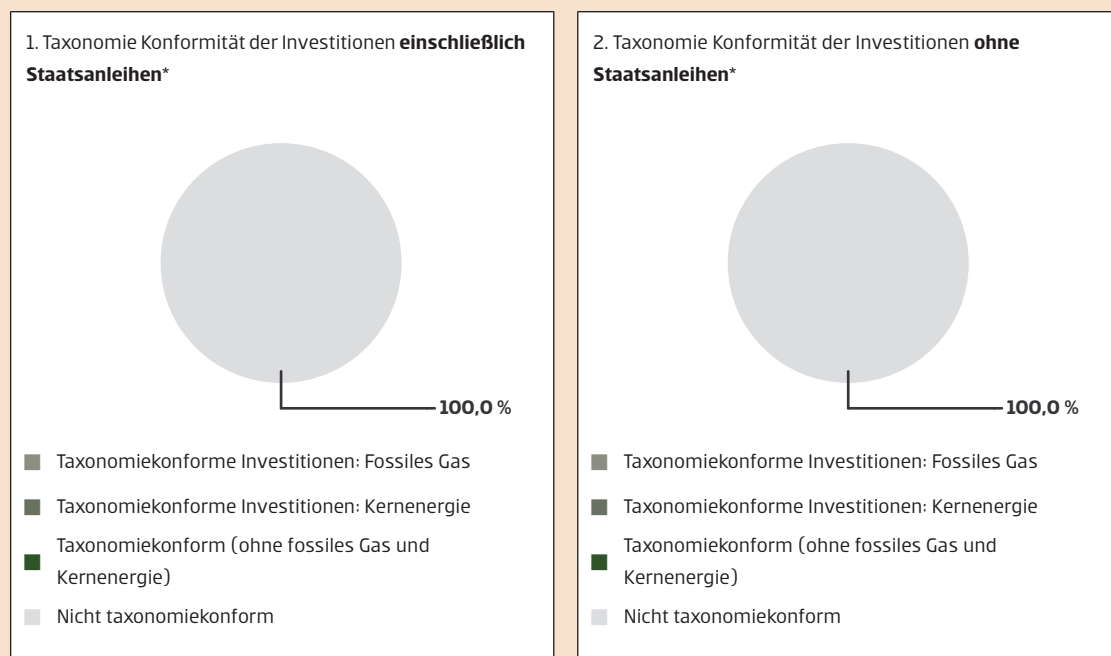 1. Taxonomie Konformität der Investitionen einschließlich
Staatsanleihen*
100,0 %
Taxonomiekonforme Investitionen: Fossiles Gas
Taxonomiekonforme Investitionen: Kernenergie
Taxonomiekonform (ohne fossiles Gas und
Kernenergie)
Nicht taxonomiekonform
2. Taxonomie Konformität der Investitionen ohne
Staatsanleihen*
100,0 %
Taxonomiekonforme Investitionen: Fossiles Gas
Taxonomiekonforme Investitionen: Kernenergie
Taxonomiekonform (ohne fossiles Gas und
Kernenergie)
Nicht taxonomiekonform